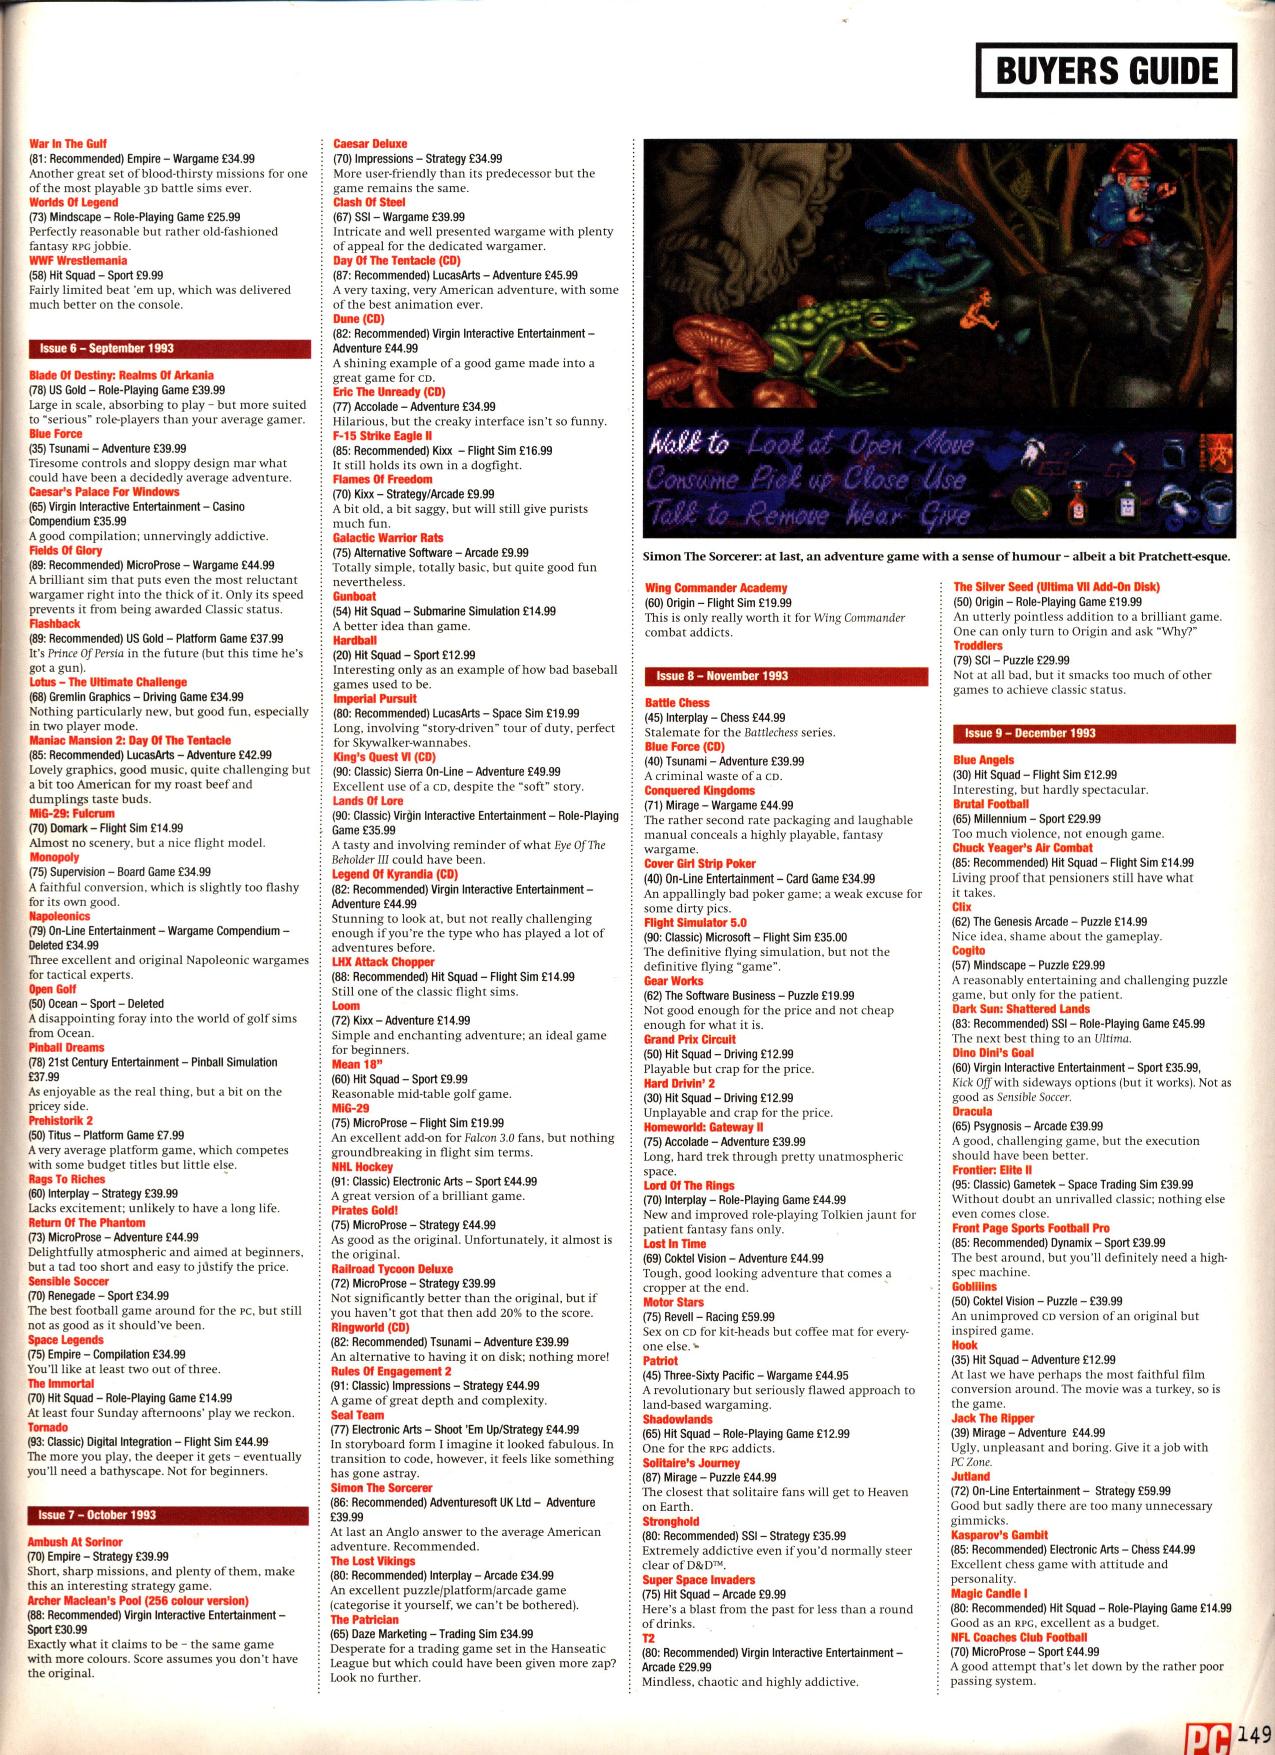 BUYERS GUIDE
War In The Gulf
(81: Recommended) Empire – Wargame £34.99
Another great set of blood-thirsty missions for one
of the most playable 3D battle sims ever.
Worlds Of Legend
(73) Mindscape – Role-Playing Game £25.99
Perfectly reasonable but rather old-fashioned
fantasy RPG jobbie.
WWF Wrestlemania
(58) Hit Squad – Sport £9.99
Fairly limited beat 'em up, which was delivered
much better on the console.
Issue 6 – September 1993
Blade Of Destiny: Realms Of Arkania
(78) US Gold – Role-Playing Game £39.99
Large in scale, absorbing to play – but more suited
to "serious" role-players than your average gamer.
Blue Force
(35) Tsunami – Adventure £39.99
Tiresome controls and sloppy design mar what
could have been a decidedly average adventure.
Caesar's Palace For Windows
(65) Virgin Interactive Entertainment – Casino
Compendium £35.99
A good compilation; unnervingly addictive.
Fields Of Glory
(89: Recommended) MicroProse – Wargame £44.99
A brilliant sim that puts even the most reluctant
wargamer right into the thick of it. Only its speed
prevents it from being awarded Classic status.
Flashback
(89: Recommended) US Gold – Platform Game £37.99
It's Prince Of Persia in the future (but this time he's
got a gun).
Lotus – The Ultimate Challenge
(68) Gremlin Graphics – Driving Game £34.99
Nothing particularly new, but good fun, especially
in two player mode.
Maniac Mansion 2: Day Of The Tentacle
(85: Recommended) LucasArts – Adventure £42.99
Lovely graphics, good music, quite challenging but
a bit too American for my roast beef and
dumplings taste buds.
MiG-29: Fulcrum
(70) Domark – Flight Sim £14.99
Almost no scenery, but a nice flight model.
Monopoly
(75) Supervision – Board Game £34.99
A faithful conversion, which is slightly too flashy
for its own good.
Napoleonics
(79) On-Line Entertainment – Wargame Compendium –
Deleted £34.99
Three excellent and original Napoleonic wargames
for tactical experts.
Open Golf
(50) Ocean – Sport – Deleted
A disappointing foray into the world of golf sims
from Ocean.
Pinball Dreams
(78) 21st Century Entertainment – Pinball Simulation
£37.99
As enjoyable as the real thing, but a bit on the
pricey side.
Prehistorik 2
(50) Titus – Platform Game £7.99
A very average platform game, which competes
with some budget titles but little else.
Rags To Riches
(60) Interplay – Strategy £39.99
Lacks excitement; unlikely to have a long life.
Return Of The Phantom
(73) MicroProse – Adventure £44.99
Delightfully atmospheric and aimed at beginners,
but a tad too short and easy to justify the price.
Sensible Soccer
(70) Renegade – Sport £34.99
The best football game around for the PC, but still
not as good as it should've been.
Space Legends
(75) Empire – Compilation £34.99
You'll like at least two out of three.
The Immortal
(70) Hit Squad – Role-Playing Game £14.99
At least four Sunday afternoons' play we reckon.
Tornado
(93: Classic) Digital Integration – Flight Sim £44.99
The more you play, the deeper it gets – eventually
you'll need a bathyscape. Not for beginners.
Issue 7 – October 1993
Ambush At Sorinor
(70) Empire – Strategy £39.99
Short, sharp missions, and plenty of them, make
this an interesting strategy game.
Archer Maclean's Pool (256 colour version)
(88: Recommended) Virgin Interactive Entertainment –
Sport £30.99
Exactly what it claims to be – the same game
with more colours. Score assumes you don't have
the original.
Caesar Deluxe
(70) Impressions – Strategy £34.99
More user-friendly than its predecessor but the
game remains the same.
Clash Of Steel
(67) SSI – Wargame £39.99
Intricate and well presented wargame with plenty
of appeal for the dedicated wargamer.
Day Of The Tentacle (CD)
(87: Recommended) LucasArts – Adventure £45.99
A very taxing, very American adventure, with some
of the best animation ever.
Dune (CD)
(82: Recommended) Virgin Interactive Entertainment –
Adventure £44.99
A shining example of a good game made into a
great game for CD.
Eric The Unready (CD)
(77) Accolade – Adventure £34.99
Hilarious, but the creaky interface isn't so funny.
F-15 Strike Eagle II
(85: Recommended) Kixx – Flight Sim £16.99
It still holds its own in a dogfight.
Flames Of Freedom
(70) Kixx – Strategy/Arcade £9.99
A bit old, a bit saggy, but will still give purists
much fun.
Galactic Warrior Rats
(75) Alternative Software – Arcade £9.99
Totally simple, totally basic, but quite good fun
nevertheless.
Gunboat
(54) Hit Squad – Submarine Simulation £14.99
A better idea than game.
Hardball
(20) Hit Squad – Sport £12.99
Interesting only as an example of how bad baseball
games used to be.
Imperial Pursuit
(80: Recommended) LucasArts – Space Sim £19.99
Long, involving "story-driven" tour of duty, perfect
for Skywalker-wannabes.
King's Quest VI (CD)
(90: Classic) Sierra On-Line – Adventure £49.99
Excellent use of a CD, despite the "soft" story.
Lands Of Lore
(90: Classic) Virgin Interactive Entertainment – Role-Playing
Game £35.99
A tasty and involving reminder of what Eye Of The
Beholder III could have been.
Legend Of Kyrandia (CD)
(82: Recommended) Virgin Interactive Entertainment –
Adventure £44.99
Stunning to look at, but not really challenging
enough if you're the type who has played a lot of
adventures before.
LHX Attack Chopper
(88: Recommended) Hit Squad – Flight Sim £14.99
Still one of the classic flight sims.
Loom
(72) Kixx – Adventure £14.99
Simple and enchanting adventure; an ideal game
for beginners.
Mean 18"
(60) Hit Squad – Sport £9.99
Reasonable mid-table golf game.
MiG-29
(75) MicroProse – Flight Sim £19.99
An excellent add-on for Falcon 3.0 fans, but nothing
groundbreaking in flight sim terms.
NHL Hockey
(91: Classic) Electronic Arts – Sport £44.99
A great version of a brilliant game.
Pirates Gold!
(75) MicroProse – Strategy £44.99
As good as the original. Unfortunately, it almost is
the original.
Railroad Tycoon Deluxe
(72) MicroProse – Strategy £39.99
Not significantly better than the original, but if
you haven't got that then add 20% to the score.
Ringworld (CD)
(82: Recommended) Tsunami – Adventure £39.99
An alternative to having it on disk; nothing more!
Rules Of Engagement 2
(91: Classic) Impressions – Strategy £44.99
A game of great depth and complexity.
Seal Team
(77) Electronic Arts – Shoot 'Em Up/Strategy £44.99
In storyboard form I imagine it looked fabulous. In
transition to code, however, it feels like something
has gone astray.
Simon The Sorcerer
(86: Recommended) Adventuresoft UK Ltd – Adventure
£39.99
At last an Anglo answer to the average American
adventure. Recommended.
The Lost Vikings
(80: Recommended) Interplay – Arcade £34.99
An excellent puzzle/platform/arcade game
(categorise it yourself, we can't be bothered).
The Patrician
(65) Daze Marketing – Trading Sim £34.99
Desperate for a trading game set in the Hanseatic
League but which could have been given more zap?
Look no further.
Walk to Look at Open Move
Consume Pick up Close Use
Talk to Remove Wear Give
Simon The Sorcerer: at last, an adventure game with a sense of humour – albeit a bit Pratchett-esque.
Wing Commander Academy
(60) Origin – Flight Sim £19.99
This is only really worth it for Wing Commander
combat addicts.
Issue 8 – November 1993
Battle Chess
(45) Interplay – Chess £44.99
Stalemate for the Battlechess series.
Blue Force (CD)
(40) Tsunami – Adventure £39.99
A criminal waste of a CD.
Conquered Kingdoms
(71) Mirage – Wargame £44.99
The rather second rate packaging and laughable
manual conceals a highly playable, fantasy
wargame.
Cover Girl Strip Poker
(40) On-Line Entertainment – Card Game £34.99
An appallingly bad poker game; a weak excuse for
some dirty pics.
Flight Simulator 5.0
(90: Classic) Microsoft – Flight Sim £35.00
The definitive flying simulation, but not the
definitive flying "game".
Gear Works
(62) The Software Business – Puzzle £19.99
Not good enough for the price and not cheap
enough for what it is.
Grand Prix Circuit
(50) Hit Squad – Driving £12.99
Playable but crap for the price.
Hard Drivin' 2
(30) Hit Squad – Driving £12.99
Unplayable and crap for the price.
Homeworld: Gateway II
(75) Accolade – Adventure £39.99
Long, hard trek through pretty unatmospheric
space.
Lord Of The Rings
(70) Interplay – Role-Playing Game £44.99
New and improved role-playing Tolkien jaunt for
patient fantasy fans only.
Lost In Time
(69) Coktel Vision – Adventure £44.99
Tough, good looking adventure that comes a
cropper at the end.
Motor Stars
(75) Revell – Racing £59.99
Sex on CD for kit-heads but coffee mat for every-
one else.
Patriot
(45) Three-Sixty Pacific – Wargame £44.95
A revolutionary but seriously flawed approach to
land-based wargaming.
Shadowlands
(65) Hit Squad – Role-Playing Game £12.99
One for the RPG addicts.
Solitaire's Journey
(87) Mirage – Puzzle £44.99
The closest that solitaire fans will get to Heaven
on Earth.
Stronghold
(80: Recommended) SSI – Strategy £35.99
Extremely addictive even if you'd normally steer
clear of D&D™.
Super Space Invaders
(75) Hit Squad – Arcade £9.99
Here's a blast from the past for less than a round
of drinks.
T2
(80: Recommended) Virgin Interactive Entertainment –
Arcade £29.99
Mindless, chaotic and highly addictive.
The Silver Seed (Ultima VII Add-On Disk)
(50) Origin – Role-Playing Game £19.99
An utterly pointless addition to a brilliant game.
One can only turn to Origin and ask "Why?"
Troddlers
(79) SCI – Puzzle £29.99
Not at all bad, but it smacks too much of other
games to achieve classic status.
Issue 9 – December 1993
Blue Angels
(30) Hit Squad – Flight Sim £12.99
Interesting, but hardly spectacular.
Brutal Football
(65) Millennium – Sport £29.99
Too much violence, not enough game.
Chuck Yeager's Air Combat
(85: Recommended) Hit Squad – Flight Sim £14.99
Living proof that pensioners still have what
it takes.
Clix
(62) The Genesis Arcade – Puzzle £14.99
Nice idea, shame about the gameplay.
Cogito
(57) Mindscape – Puzzle £29.99
A reasonably entertaining and challenging puzzle
game, but only for the patient.
Dark Sun: Shattered Lands
(83: Recommended) SSI – Role-Playing Game £45.99
The next best thing to an Ultima.
Dino Dini's Goal
(60) Virgin Interactive Entertainment – Sport £35.99,
Kick Off with sideways options (but it works). Not as
good as Sensible Soccer.
Dracula
(65) Psygnosis – Arcade £39.99
A good, challenging game, but the execution
should have been better.
Frontier: Elite II
(95: Classic) Gametek – Space Trading Sim £39.99
Without doubt an unrivalled classic; nothing else
even comes close.
Front Page Sports Football Pro
(85: Recommended) Dynamix – Sport £39.99
The best around, but you'll definitely need a high-
spec machine.
Gobliiins
(50) Coktel Vision – Puzzle – £39.99
An unimproved CD version of an original but
inspired game.
Hook
(35) Hit Squad – Adventure £12.99
At last we have perhaps the most faithful film
conversion around. The movie was a turkey, so is
the game.
Jack The Ripper
(39) Mirage – Adventure £44.99
Ugly, unpleasant and boring. Give it a job with
PC Zone.
Jutland
(72) On-Line Entertainment – Strategy £59.99
Good but sadly there are too many unnecessary
gimmicks.
Kasparov's Gambit
(85: Recommended) Electronic Arts – Chess £44.99
Excellent chess game with attitude and
personality.
Magic Candle I
(80: Recommended) Hit Squad – Role-Playing Game £14.99
Good as an RPG, excellent as a budget.
NFL Coaches Club Football
(70) MicroProse – Sport £44.99
A good attempt that's let down by the rather poor
passing system.
PC 149